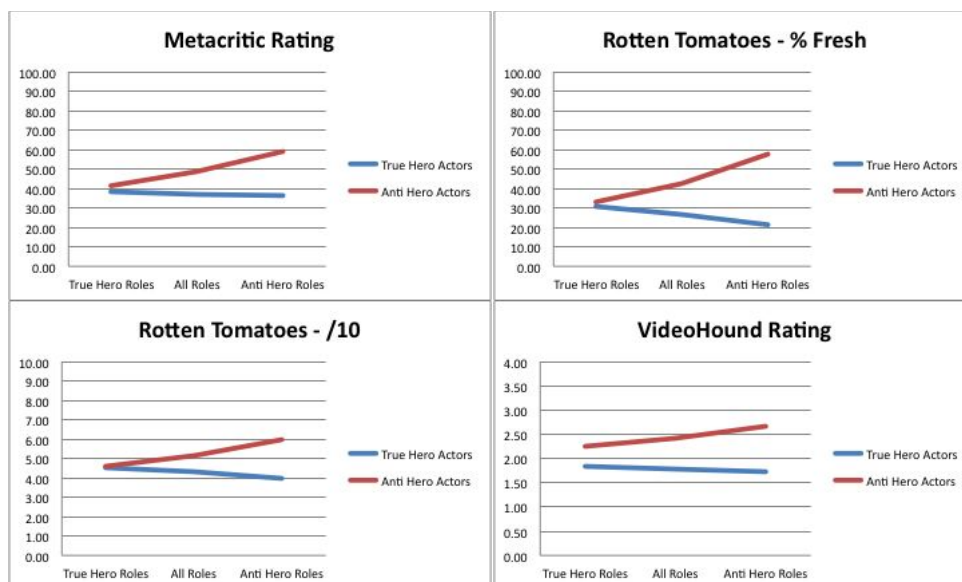 Metacritic Rating
100.00
90.00
80.00
70.00
60.00
50.00
40.00
30.00
20.00
10.00
0.00
True Hero Roles All Roles Anti Hero Roles
True Hero Actors
Anti Hero Actors
Rotten Tomatoes - % Fresh
100.00
90.00
80.00
70.00
60.00
50.00
40.00
30.00
20.00
10.00
0.00
True Hero Roles All Roles Anti Hero Roles
True Hero Actors
Anti Hero Actors
Rotten Tomatoes - /10
10.00
9.00
8.00
7.00
6.00
5.00
4.00
3.00
2.00
1.00
0.00
True Hero Roles All Roles Anti Hero Roles
True Hero Actors
Anti Hero Actors
VideoHound Rating
4.00
3.50
3.00
2.50
2.00
1.50
1.00
0.50
0.00
True Hero Roles All Roles Anti Hero Roles
True Hero Actors
Anti Hero Actors